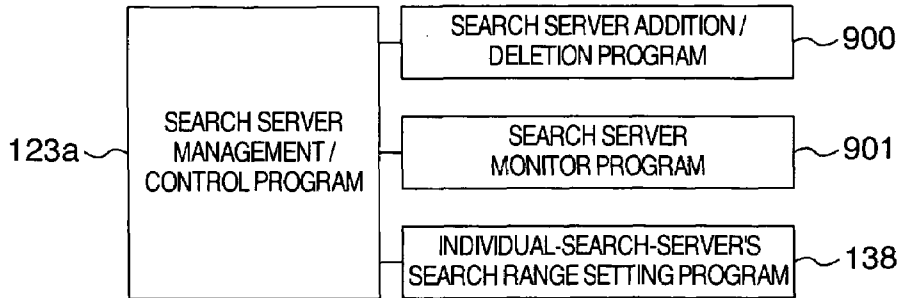 123a
SEARCH SERVER
MANAGEMENT /
CONTROL PROGRAM
SEARCH SERVER ADDITION /
DELETION PROGRAM
900
SEARCH SERVER
MONITOR PROGRAM
901
INDIVIDUAL-SEARCH-SERVER'S
SEARCH RANGE SETTING PROGRAM
138